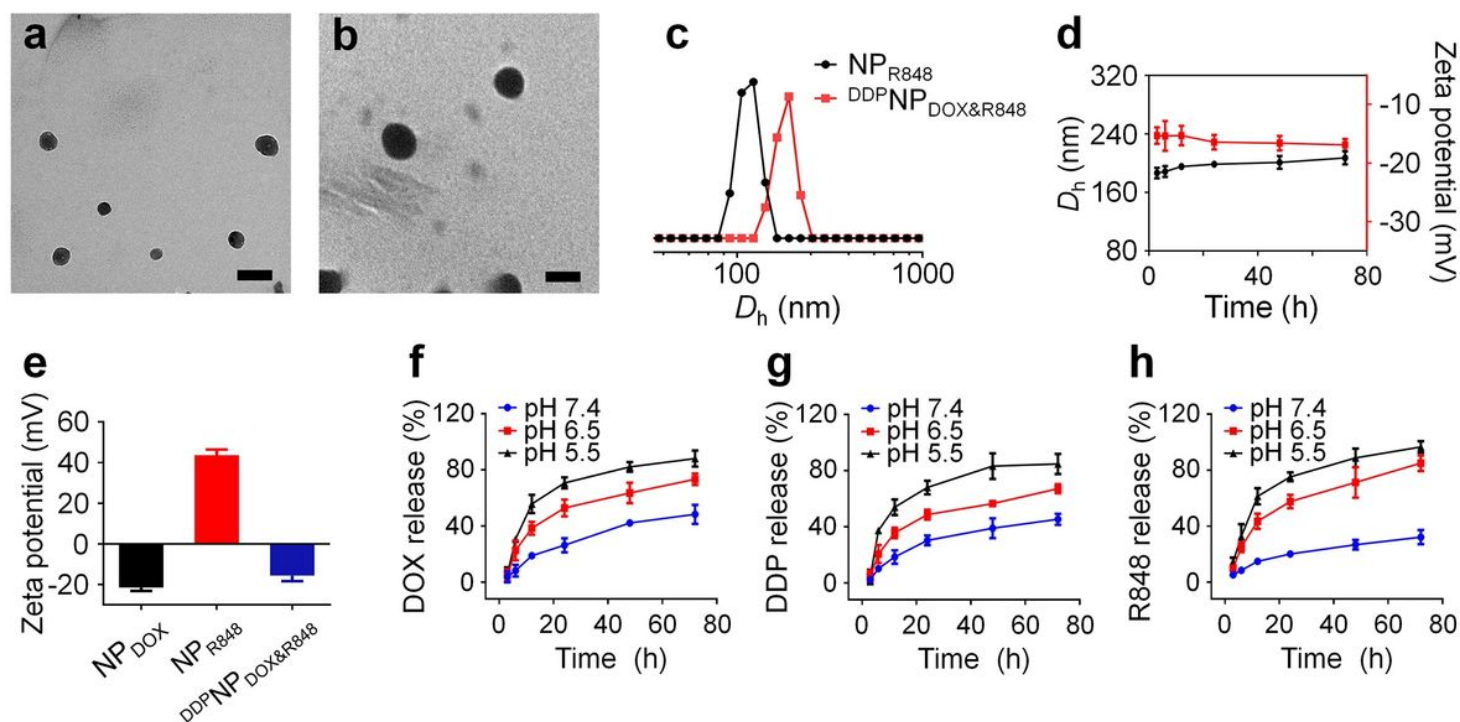 a
b
c
NP_R848
DDPNP_DOX&R848
100
1000
D_h (nm)
d
320
240
160
80
D_h (nm)
-10
-20
-30
Zeta potential (mV)
0
20
40
60
80
Time (h)
e
60
40
20
0
-20
Zeta potential (mV)
NP_DOX
NP_R848
DDPNP_DOX&R848
f
pH 7.4
pH 6.5
pH 5.5
120
80
40
0
DOX release (%)
0
20
40
60
80
Time (h)
g
pH 7.4
pH 6.5
pH 5.5
120
80
40
0
DDP release (%)
0
20
40
60
80
Time (h)
h
pH 7.4
pH 6.5
pH 5.5
120
80
40
0
R848 release (%)
0
20
40
60
80
Time (h)